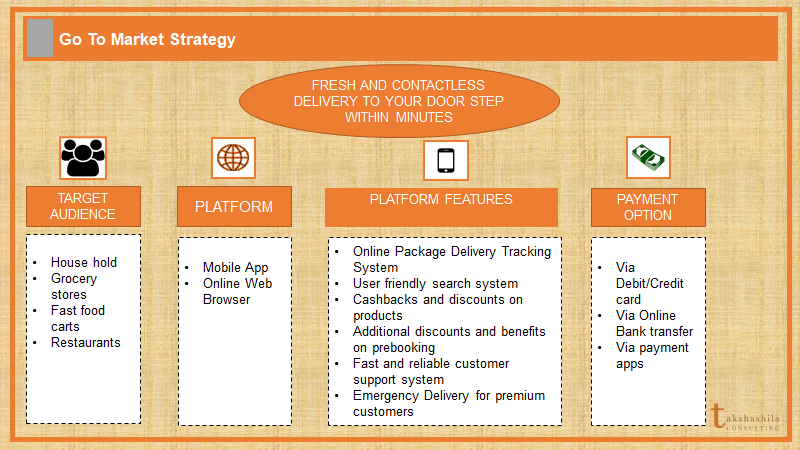 Go To Market Strategy
FRESH AND CONTACTLESS
DELIVERY TO YOUR DOOR STEP
WITHIN MINUTES
TARGET
AUDIENCE
• House hold
• Grocery
stores
• Fast food
carts
• Restaurants
PLATFORM
• Mobile App
• Online Web
Browser
PLATFORM FEATURES
• Online Package Delivery Tracking
System
• User friendly search system
• Cashbacks and discounts on
products
• Additional discounts and benefits
on prebooking
• Fast and reliable customer
support system
• Emergency Delivery for premium
customers
PAYMENT
OPTION
• Via
Debit/Credit
card
• Via Online
Bank transfer
• Via payment
apps
takshashila
CONSULTING